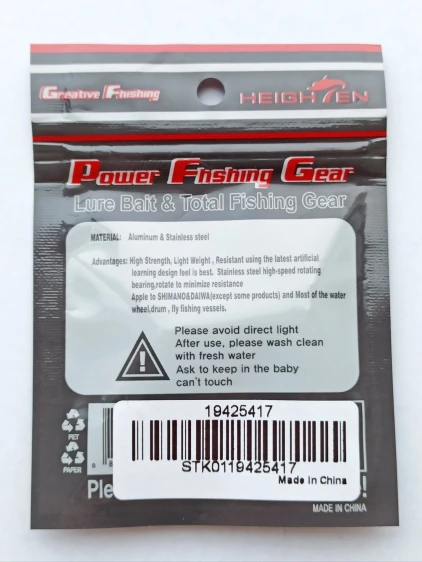 Greative Fhishing
HEIGHTEN
Power Fhshing Gear
Lure Bait & Total Fishing Gear
MATERIAL: Aluminum & Stainless steel
Advantages: High Strength, Light Weight , Resistant using the latest artificial
learning design feel is best. Stainless steel high-speed rotating
bearing,rotate to minimize resistance
Apple to SHIMANO&DAIWA(except some products) and Most of the water
wheel,drum , fly fishing vessels.
Please avoid direct light
After use, please wash clean
with fresh water
Ask to keep in the baby
can't touch
!
PET
PAPER
19425417
STK0119425417
Made In China
Ple
!
MADE IN CHINA